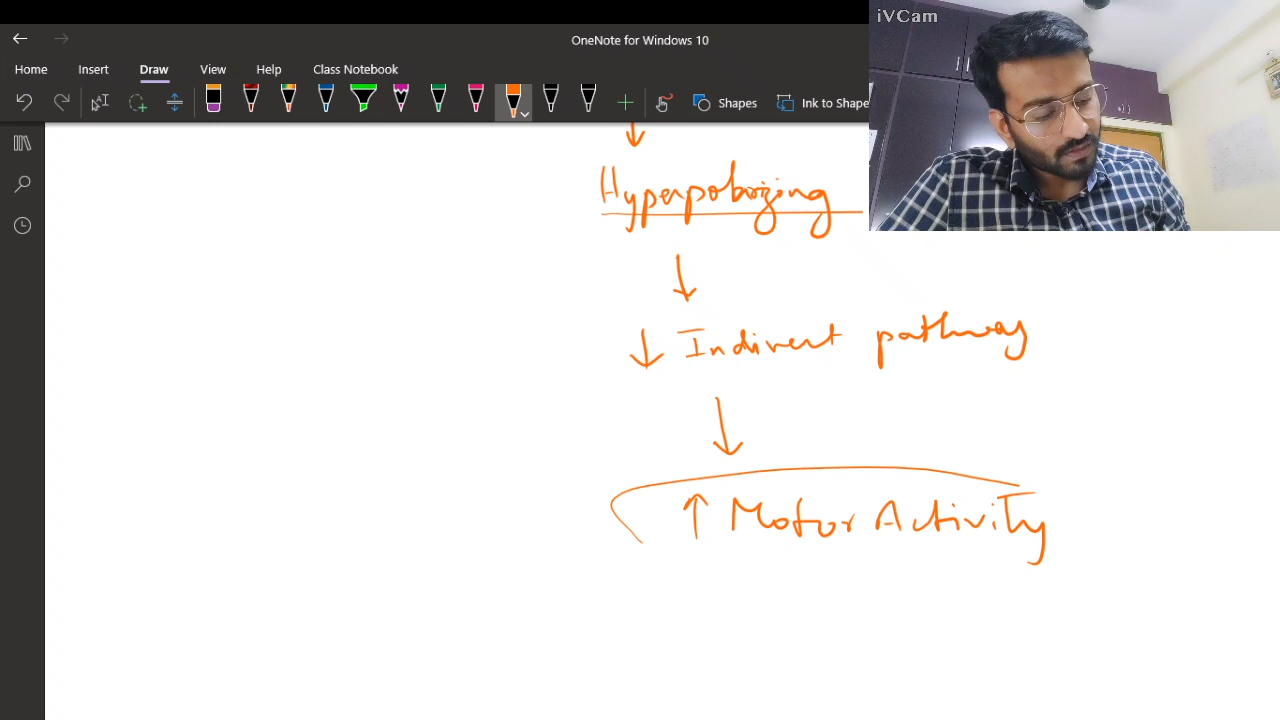 iVCam
OneNote for Windows 10
Home Insert Draw View Help Class Notebook
Shapes Ink to Shape
↓
Hyperpolarizing
↓
↓ Indirect pathway
↓
↑ Motor Activity